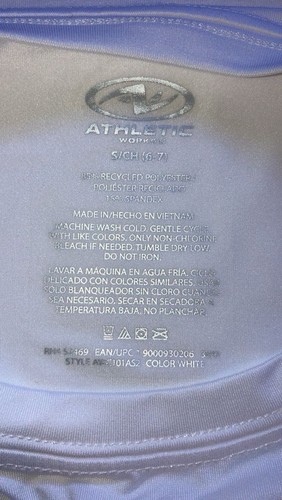 ATHLETIC
WORKS
S/CH (6-7)
RECYCLED POLYESTER/
POLIÉSTER RECICLADO
SPANDEX
MADE IN/HECHO EN VIETNAM
MACHINE WASH COLD, GENTLE CYCLE
WITH LIKE COLORS. ONLY NON-CHLORINE
BLEACH IF NEEDED. TUMBLE DRY LOW.
DO NOT IRON.
LAVAR A MÁQUINA EN AGUA FRÍA, CICLO
DELICADO CON COLORES SIMILARES.
SOLO BLANQUEADOR SIN CLORO CUANDO
SEA NECESARIO, SECAR EN SECADORA A
TEMPERATURA BAJA. NO PLANCHAR.
EAN/UPC
STYLE COLOR WHITE